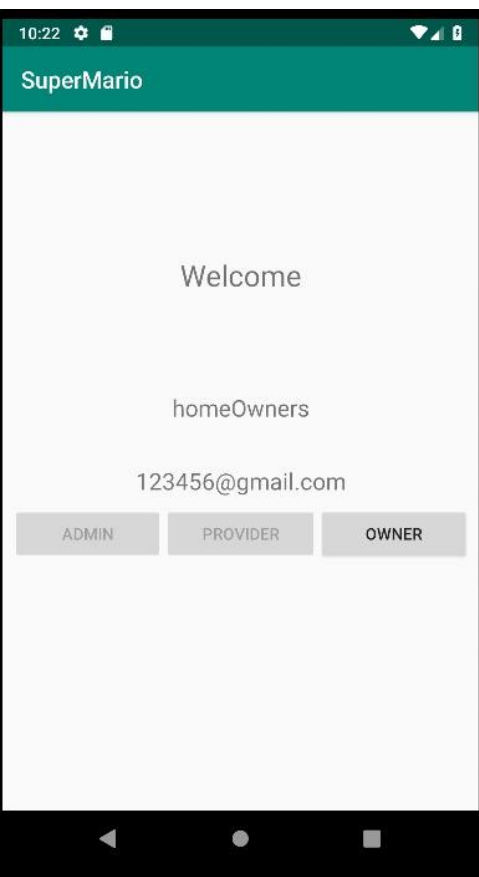 10:22
SuperMario
Welcome
homeOwners
123456@gmail.com
ADMIN PROVIDER OWNER